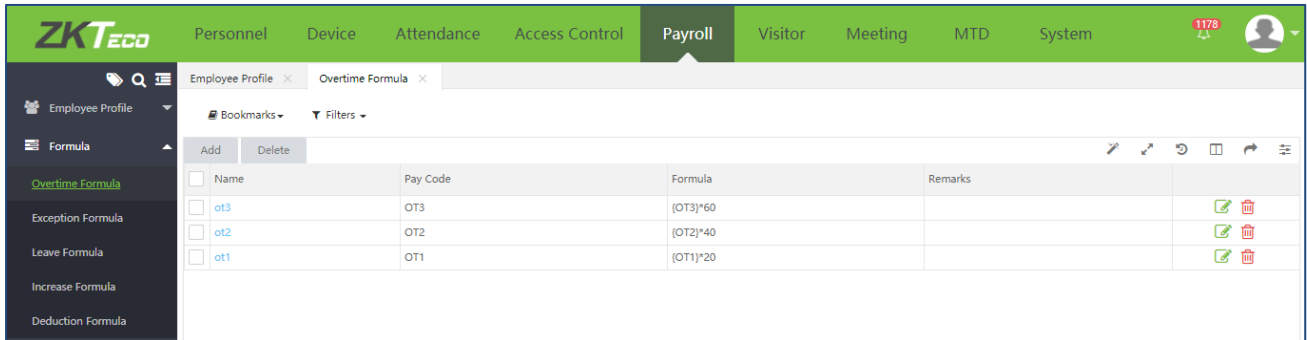 ZKTeco Personnel Device Attendance Access Control Payroll Visitor Meeting MTD System 1178
Employee Profile × Overtime Formula ×
Employee Profile
Bookmarks Filters
Formula
Add Delete
Name Pay Code Formula Remarks
Overtime Formula
ot3 OT3 {OT3}*60
Exception Formula
ot2 OT2 {OT2}*40
Leave Formula
ot1 OT1 {OT1}*20
Increase Formula
Deduction Formula